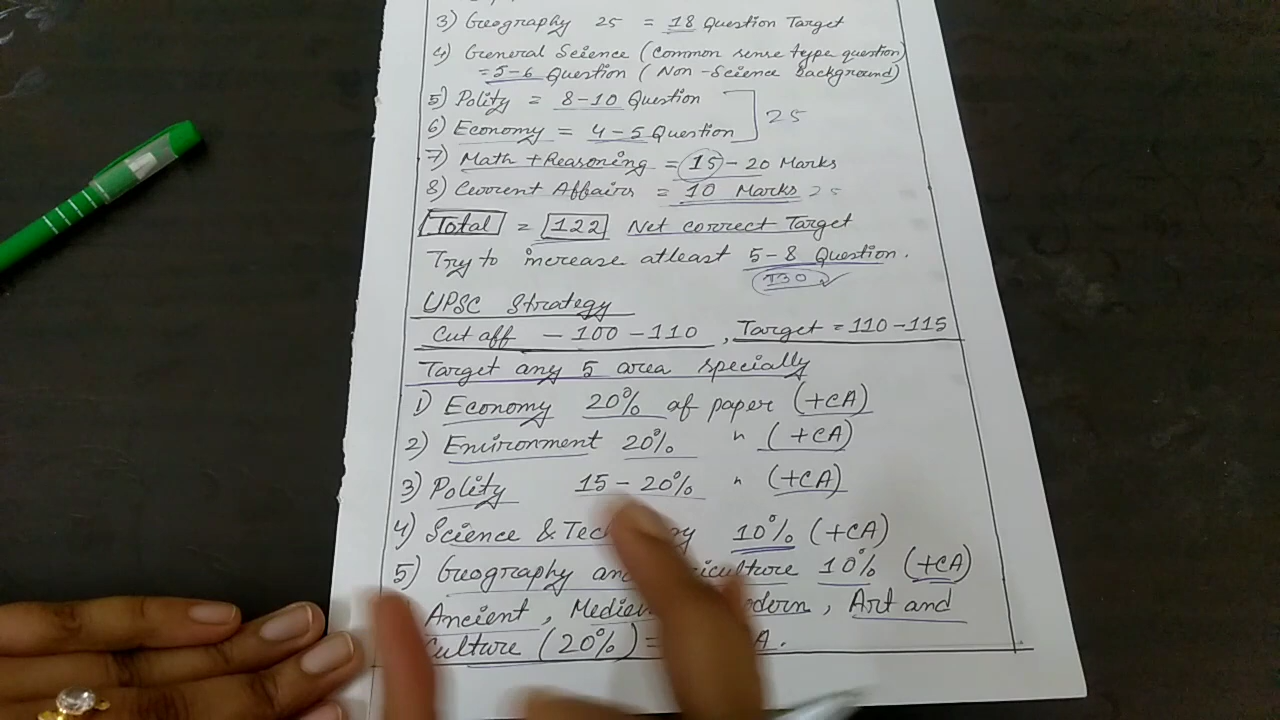 3) Geography 25 = 18 Question Target
4) General Science (Common sense type question)
= 5-6 Question (Non-Science background)
5) Polity = 8-10 Question
25
6) Economy = 4-5 Question
7) Math + Reasoning = 15-20 Marks
8) Current Affairs = 10 Marks 25
Total = 122 Net correct Target
Try to increase atleast 5-8 Question.
130
UPSC Strategy
Cut off - 100-110, Target = 110-115
Target any 5 area specially
1) Economy 20% of paper (+CA)
2) Environment 20% " (+CA)
3) Polity 15-20% " (+CA)
4) Science & 10% (+CA)
5) Geography and 10% (+CA)
Ancient, Art and
Culture (20%) =